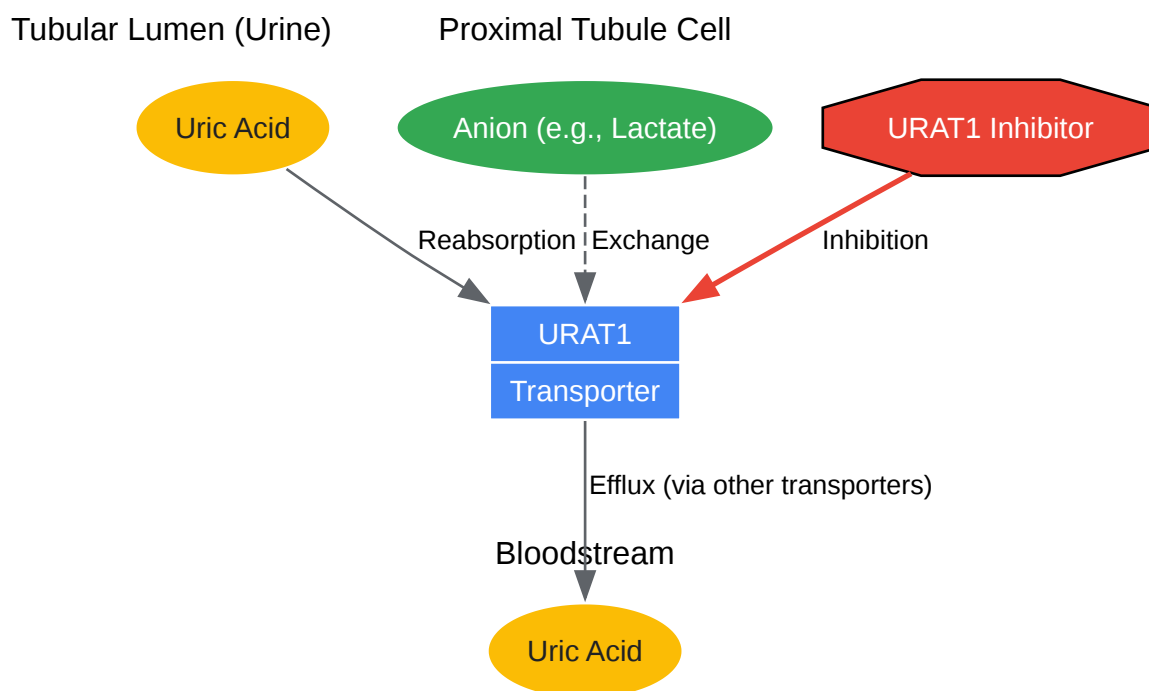 Tubular Lumen (Urine)
Proximal Tubule Cell
Uric Acid
Anion (e.g., Lactate)
URAT1 Inhibitor
Reabsorption
Exchange
Inhibition
URAT1
Transporter
Efflux (via other transporters)
Bloodstream
Uric Acid